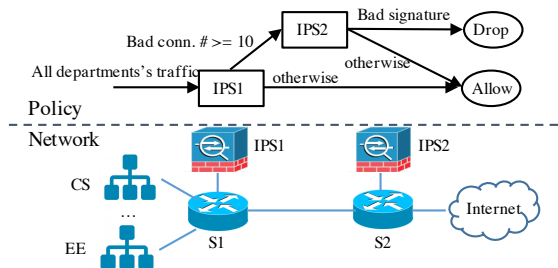 Bad signature
IPS2
Drop
Bad conn. # >= 10
otherwise
All departments's traffic
otherwise
IPS1
Allow
Policy
Network
IPS1
IPS2
CS
...
Internet
EE
S1
S2